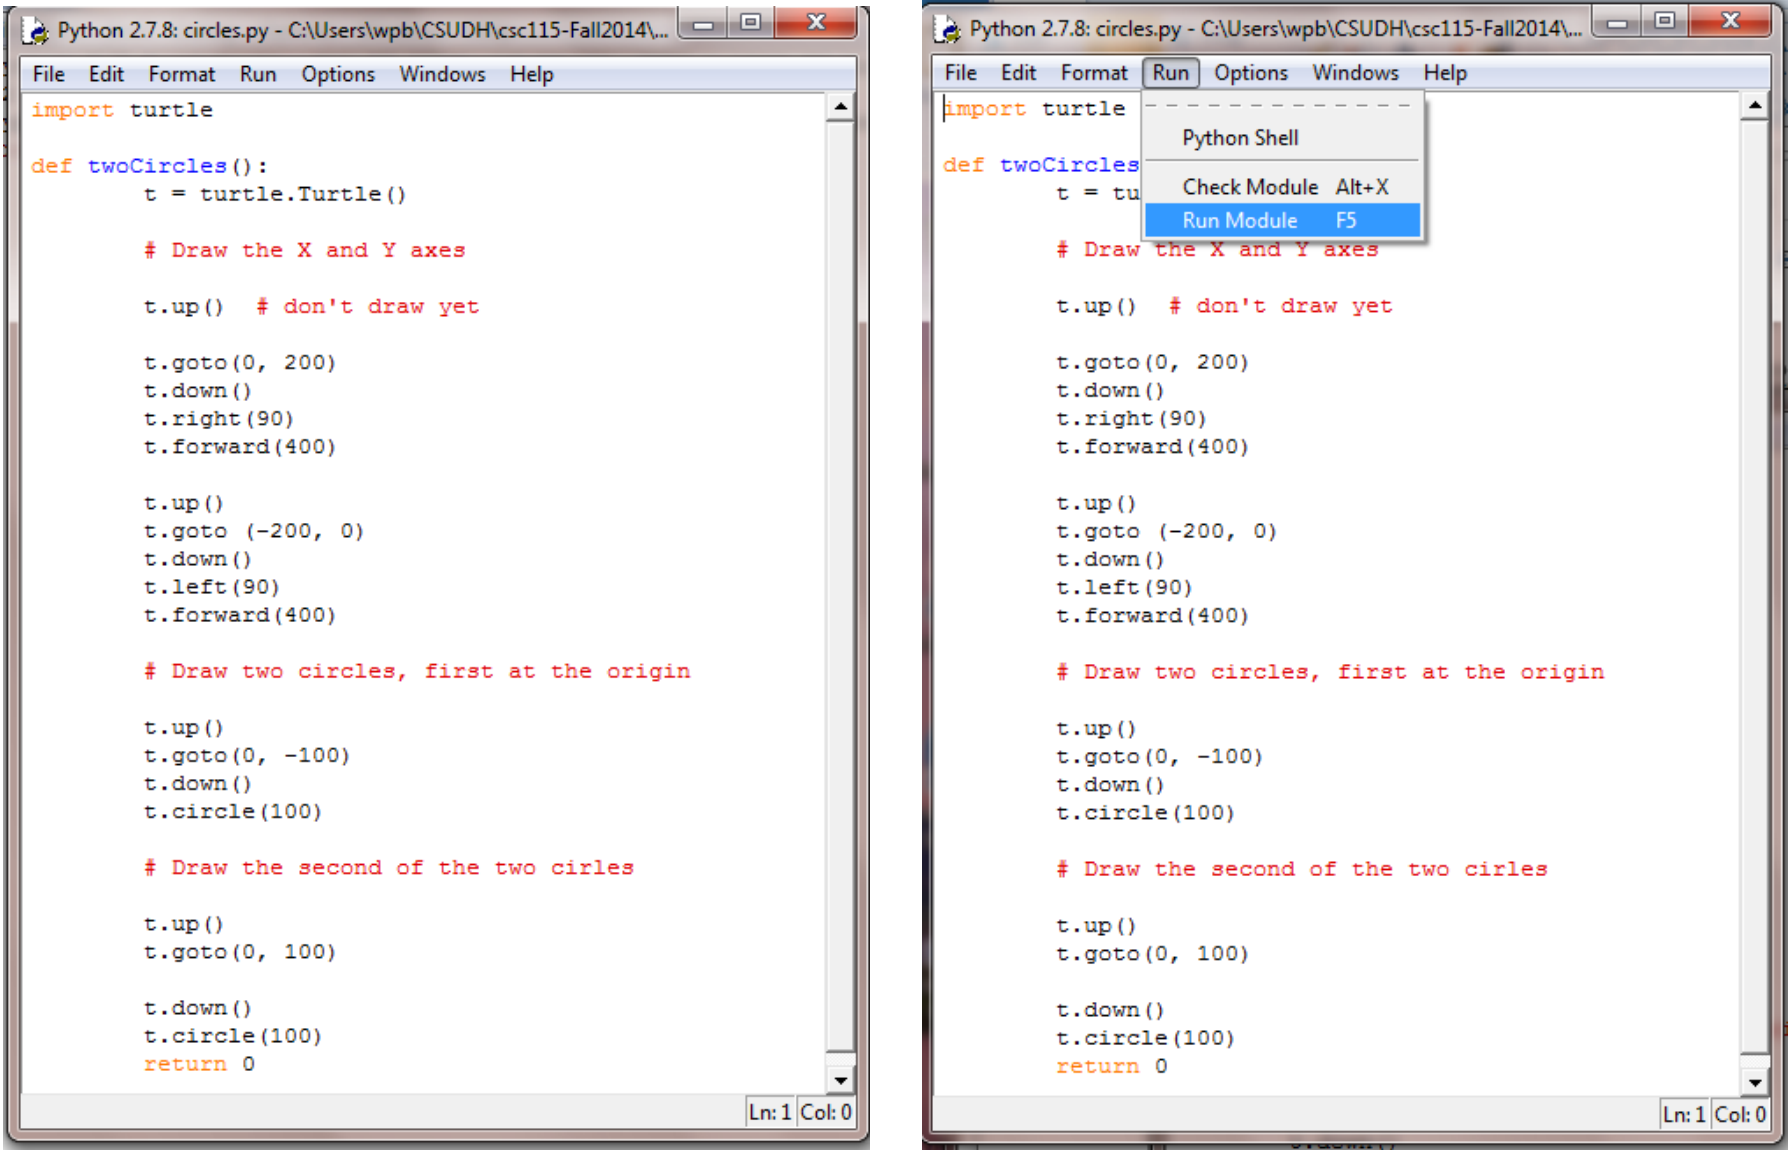 Python 2.7.8: circles.py - C:\Users\wpb\CSUDH\csc115-Fall2014\...
File Edit Format Run Options Windows Help
import turtle
def twoCircles():
t = turtle.Turtle()
# Draw the X and Y axes
t.up()  # don't draw yet
t.goto(0, 200)
t.down()
t.right(90)
t.forward(400)
t.up()
t.goto (-200, 0)
t.down()
t.left(90)
t.forward(400)
# Draw two circles, first at the origin
t.up()
t.goto(0, -100)
t.down()
t.circle(100)
# Draw the second of the two cirles
t.up()
t.goto(0, 100)
t.down()
t.circle(100)
return 0
Ln: 1 Col: 0
Python 2.7.8: circles.py - C:\Users\wpb\CSUDH\csc115-Fall2014\...
File Edit Format Run Options Windows Help
import turtle
Python Shell
def twoCircles
Check Module Alt+X
t = tu
Run Module F5
# Draw the X and Y axes
t.up()  # don't draw yet
t.goto(0, 200)
t.down()
t.right(90)
t.forward(400)
t.up()
t.goto (-200, 0)
t.down()
t.left(90)
t.forward(400)
# Draw two circles, first at the origin
t.up()
t.goto(0, -100)
t.down()
t.circle(100)
# Draw the second of the two cirles
t.up()
t.goto(0, 100)
t.down()
t.circle(100)
return 0
Ln: 1 Col: 0